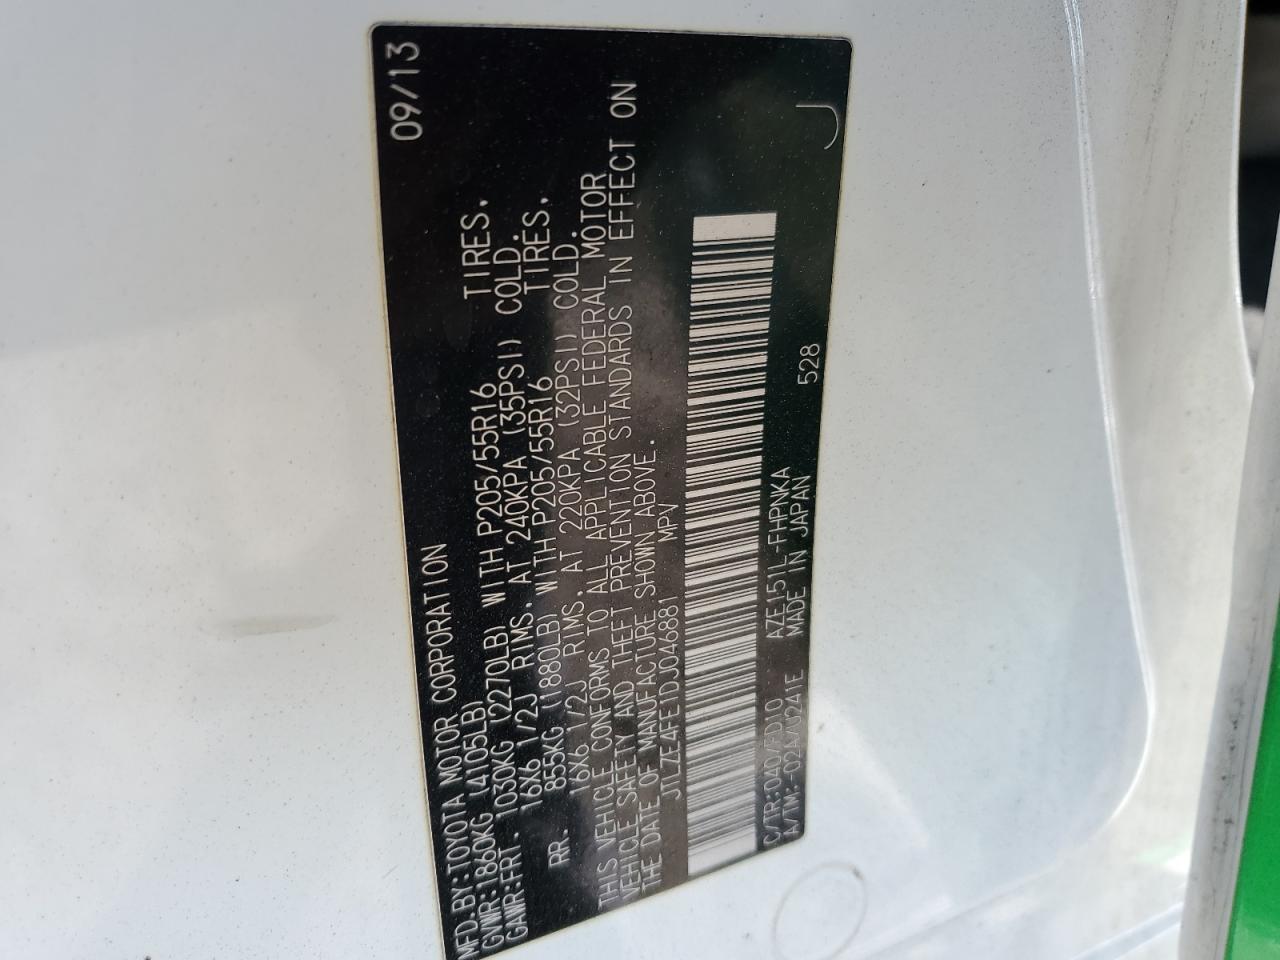 MFD.BY:TOYOTA MOTOR CORPORATION 09/13
GVWR:1860KG (4105LB)
GAWR:FRT. 1030KG (2270LB) WITH P205/55R16 TIRES.
16X6 1/2J RIMS. AT 240KPA (35PSI) COLD.
RR. 855KG (1880LB) WITH P205/55R16 TIRES.
16X6 1/2J RIMS. AT 220KPA (32PSI) COLD.
THIS VEHICLE CONFORMS TO ALL APPLICABLE FEDERAL MOTOR
VEHICLE SAFETY AND THEFT PREVENTION STANDARDS IN EFFECT ON
THE DATE OF MANUFACTURE SHOWN ABOVE.
JTLZE4FE1DJ046881 MPV
J
C/TR:040/FD10 AZE151L-FHPNKA
A/TM:-02A/U241E MADE IN JAPAN 528